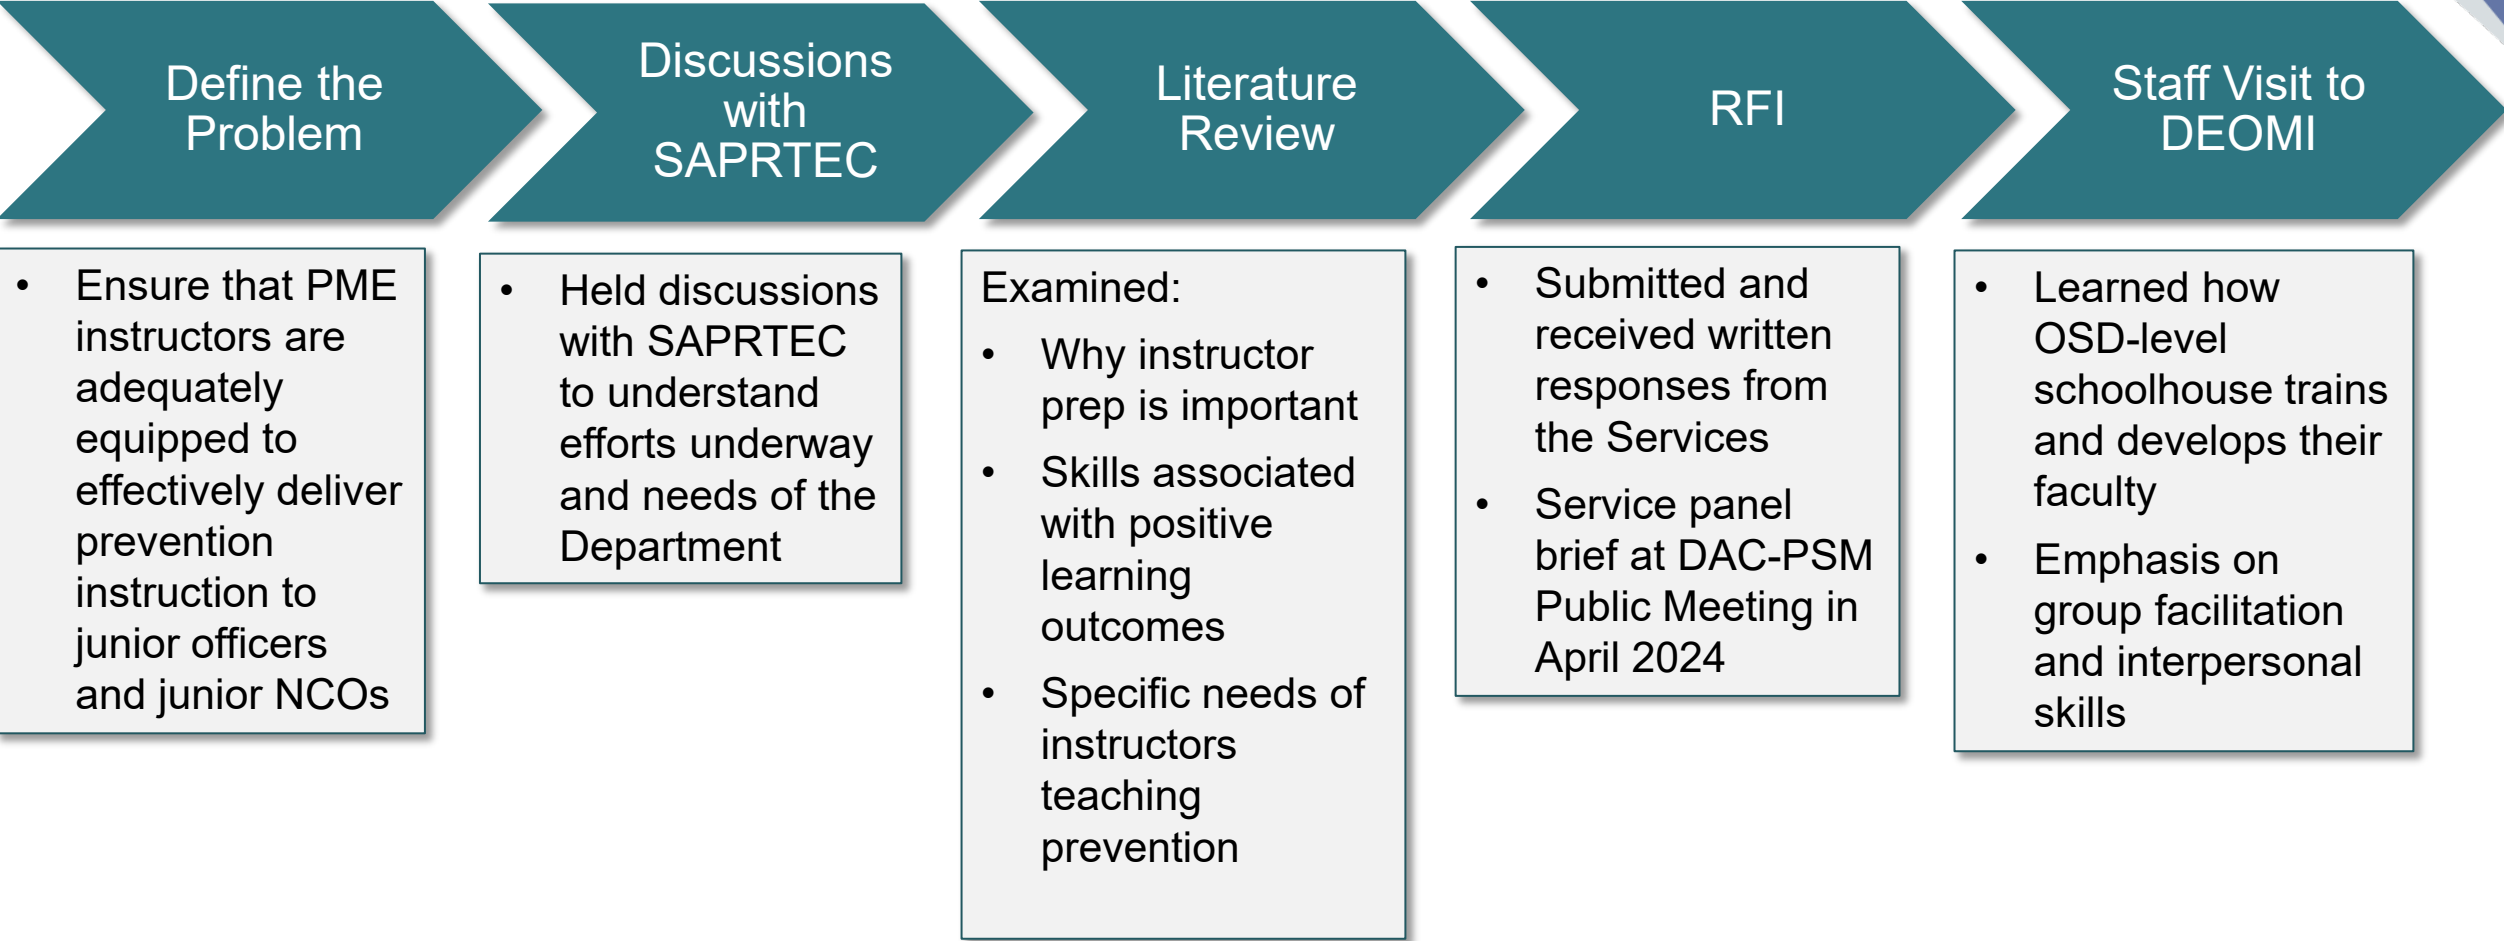 Define the
Problem
Discussions
with
SAPRTEC
Literature
Review
RFI
Staff Visit to
DEOMI
• Ensure that PME
instructors are
adequately
equipped to
effectively deliver
prevention
instruction to
junior officers
and junior NCOs
• Held discussions
with SAPRTEC
to understand
efforts underway
and needs of the
Department
Examined:
• Why instructor
prep is important
• Skills associated
with positive
learning
outcomes
• Specific needs of
instructors
teaching
prevention
• Submitted and
received written
responses from
the Services
• Service panel
brief at DAC-PSM
Public Meeting in
April 2024
• Learned how
OSD-level
schoolhouse trains
and develops their
faculty
• Emphasis on
group facilitation
and interpersonal
skills